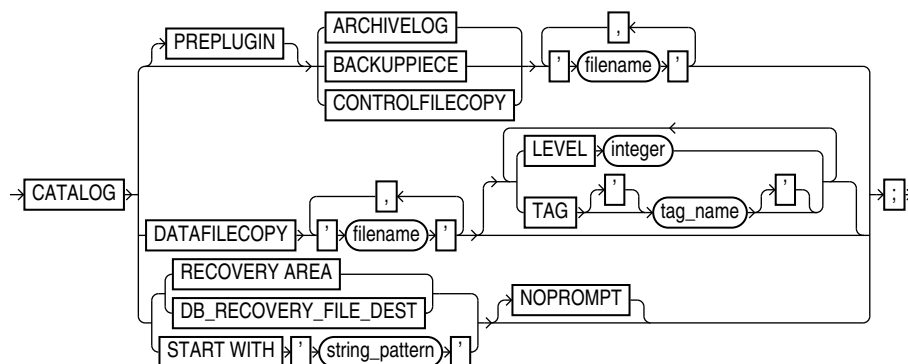 ARCHIVELOG
,
PREPLUGIN
BACKUPPIECE
' filename '
CONTROLFILECOPY
LEVEL integer
CATALOG
;
,
TAG ' tag_name '
DATAFILECOPY ' filename '
RECOVERY AREA
DB_RECOVERY_FILE_DEST
NOPROMPT
START WITH ' string_pattern '